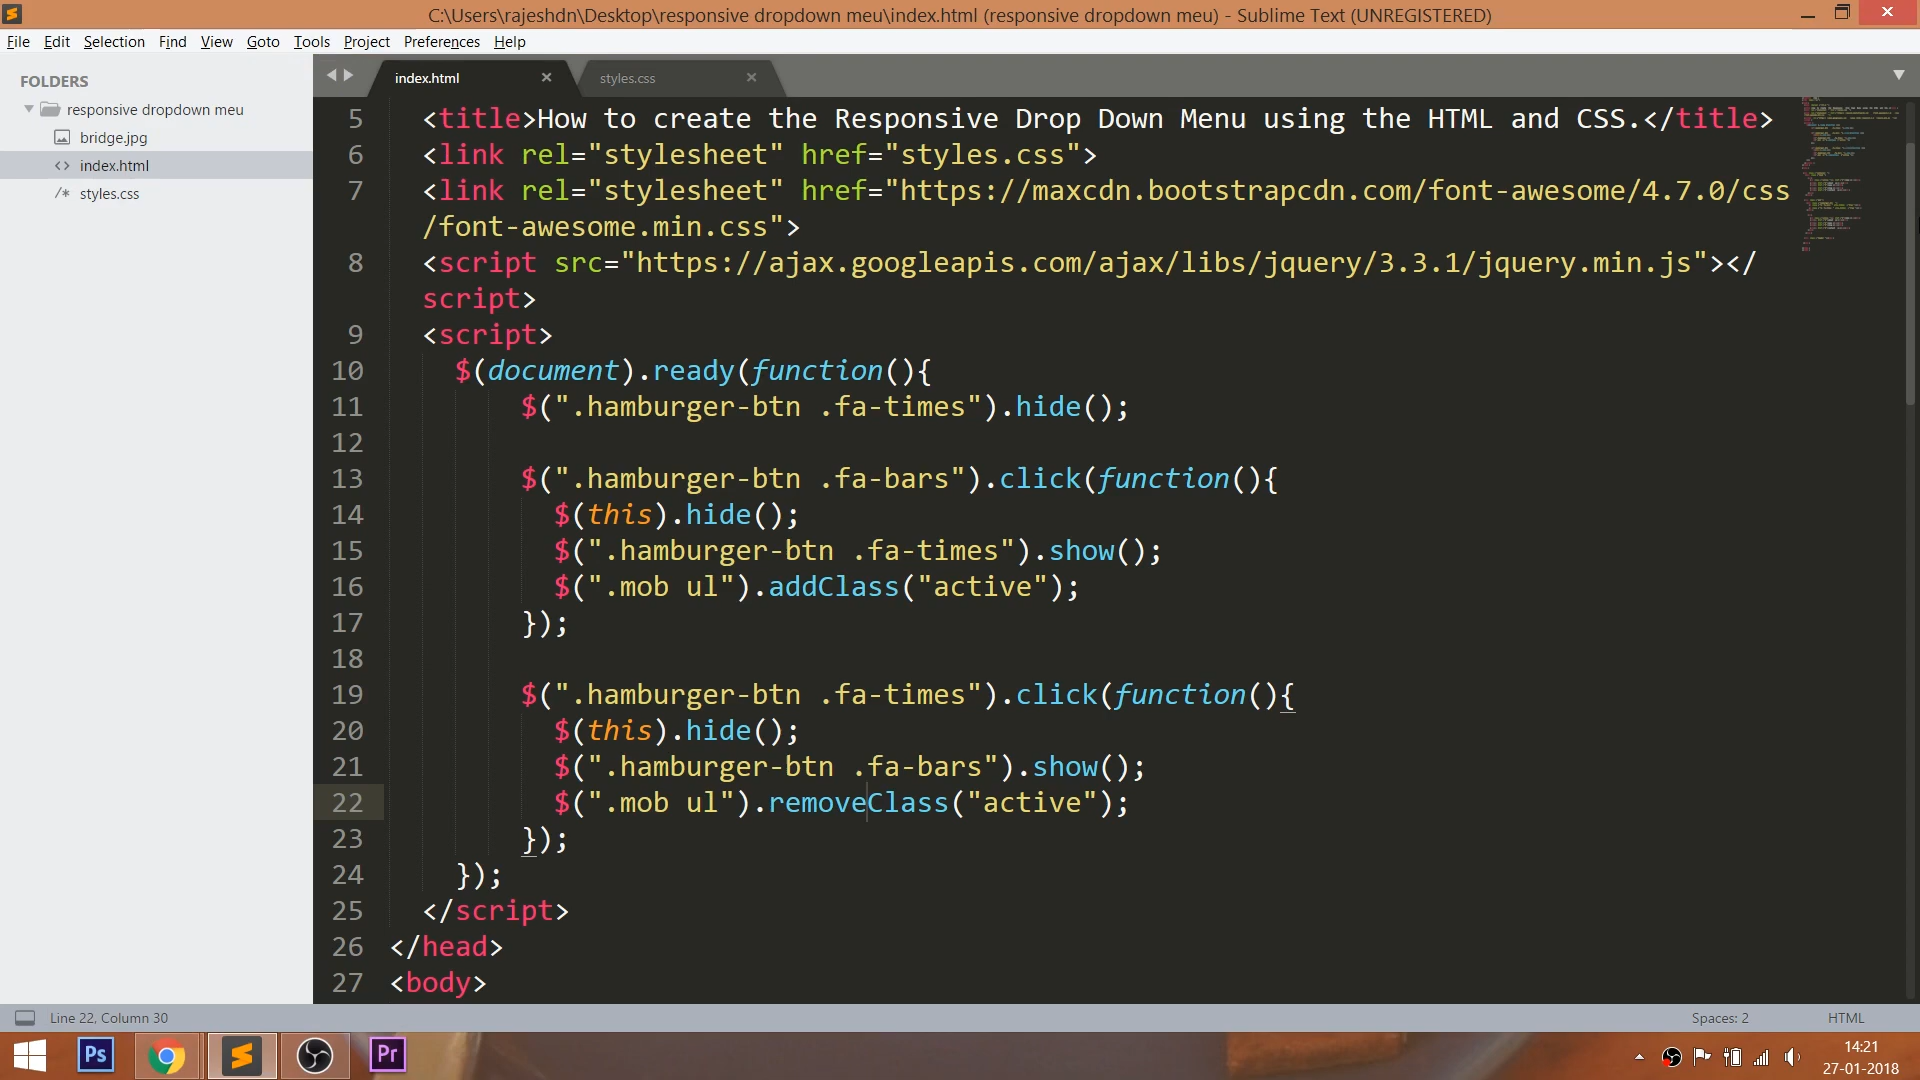 C:\Users\rajeshdn\Desktop\responsive dropdown meu\index.html (responsive dropdown meu) - Sublime Text (UNREGISTERED)
File Edit Selection Find View Goto Tools Project Preferences Help
FOLDERS
responsive dropdown meu
bridge.jpg
<> index.html
/* styles.css
index.html × styles.css ×
5 <title>How to create the Responsive Drop Down Menu using the HTML and CSS.</title>
6 <link rel="stylesheet" href="styles.css">
7 <link rel="stylesheet" href="https://maxcdn.bootstrapcdn.com/font-awesome/4.7.0/css
/font-awesome.min.css">
8 <script src="https://ajax.googleapis.com/ajax/libs/jquery/3.3.1/jquery.min.js"></
script>
9 <script>
10 $(document).ready(function(){
11 $(".hamburger-btn .fa-times").hide();
12
13 $(".hamburger-btn .fa-bars").click(function(){
14 $(this).hide();
15 $(".hamburger-btn .fa-times").show();
16 $(".mob ul").addClass("active");
17 });
18
19 $(".hamburger-btn .fa-times").click(function(){
20 $(this).hide();
21 $(".hamburger-btn .fa-bars").show();
22 $(".mob ul").removeClass("active");
23 });
24 });
25 </script>
26 </head>
27 <body>
Line 22, Column 30 Spaces: 2 HTML
Ps Pr
14:21
27-01-2018